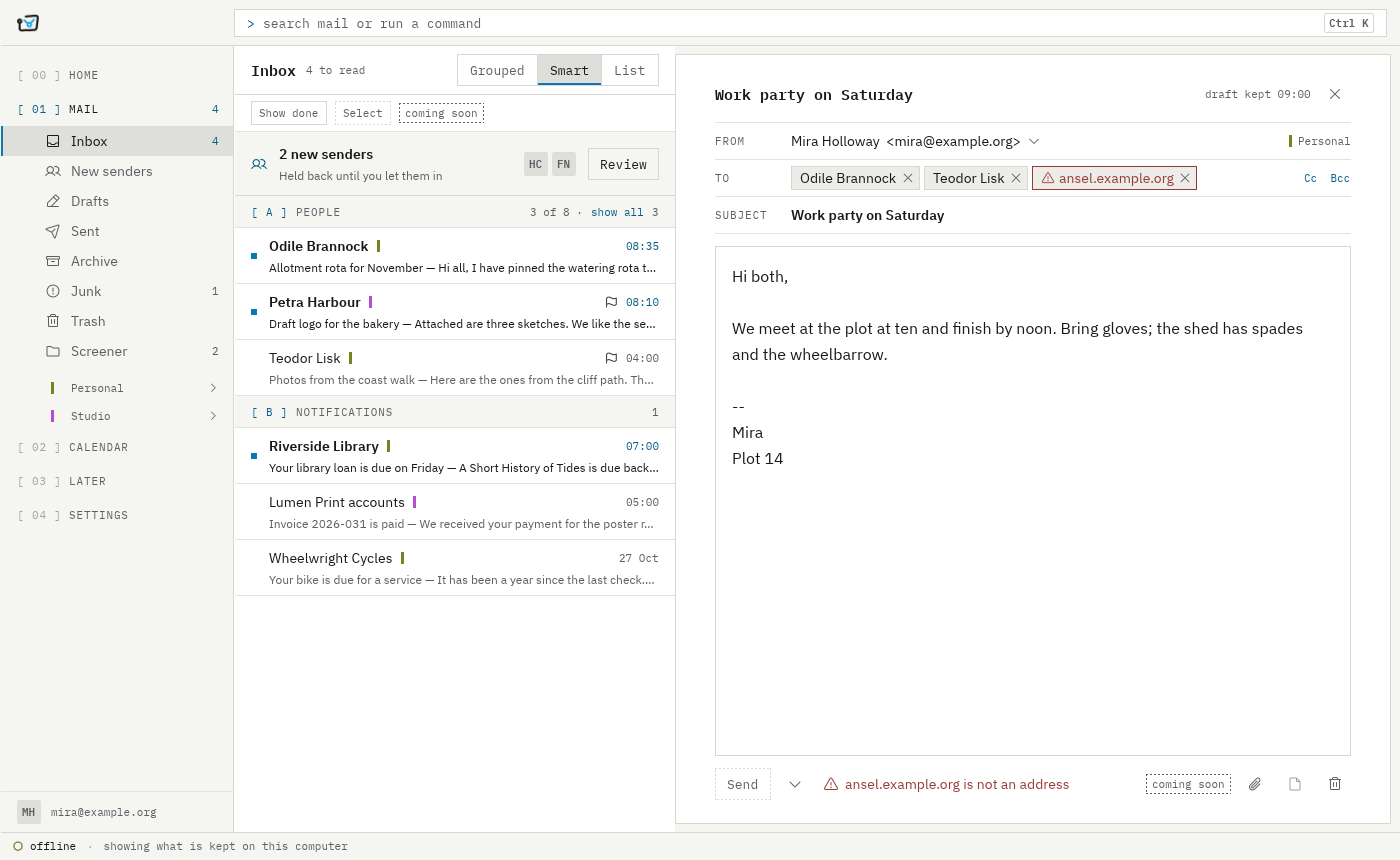 > search mail or run a command
Ctrl K
[ 00 ] HOME
[ 01 ] MAIL 4
Inbox 4
New senders
Drafts
Sent
Archive
Junk 1
Trash
Screener 2
Personal
Studio
[ 02 ] CALENDAR
[ 03 ] LATER
[ 04 ] SETTINGS
MH mira@example.org
Inbox 4 to read
Grouped Smart List
Show done Select coming soon
2 new senders
Held back until you let them in
HC FN Review
[ A ] PEOPLE 3 of 8 · show all 3
Odile Brannock 08:35
Allotment rota for November — Hi all, I have pinned the watering rota t…
Petra Harbour 08:10
Draft logo for the bakery — Attached are three sketches. We like the se…
Teodor Lisk 04:00
Photos from the coast walk — Here are the ones from the cliff path. Th…
[ B ] NOTIFICATIONS 1
Riverside Library 07:00
Your library loan is due on Friday — A Short History of Tides is due back…
Lumen Print accounts 05:00
Invoice 2026-031 is paid — We received your payment for the poster r…
Wheelwright Cycles 27 Oct
Your bike is due for a service — It has been a year since the last check.…
Work party on Saturday draft kept 09:00
FROM Mira Holloway <mira@example.org> Personal
TO Odile Brannock Teodor Lisk ansel.example.org Cc Bcc
SUBJECT Work party on Saturday
Hi both,
We meet at the plot at ten and finish by noon. Bring gloves; the shed has spades
and the wheelbarrow.
--
Mira
Plot 14
Send ansel.example.org is not an address coming soon
offline · showing what is kept on this computer